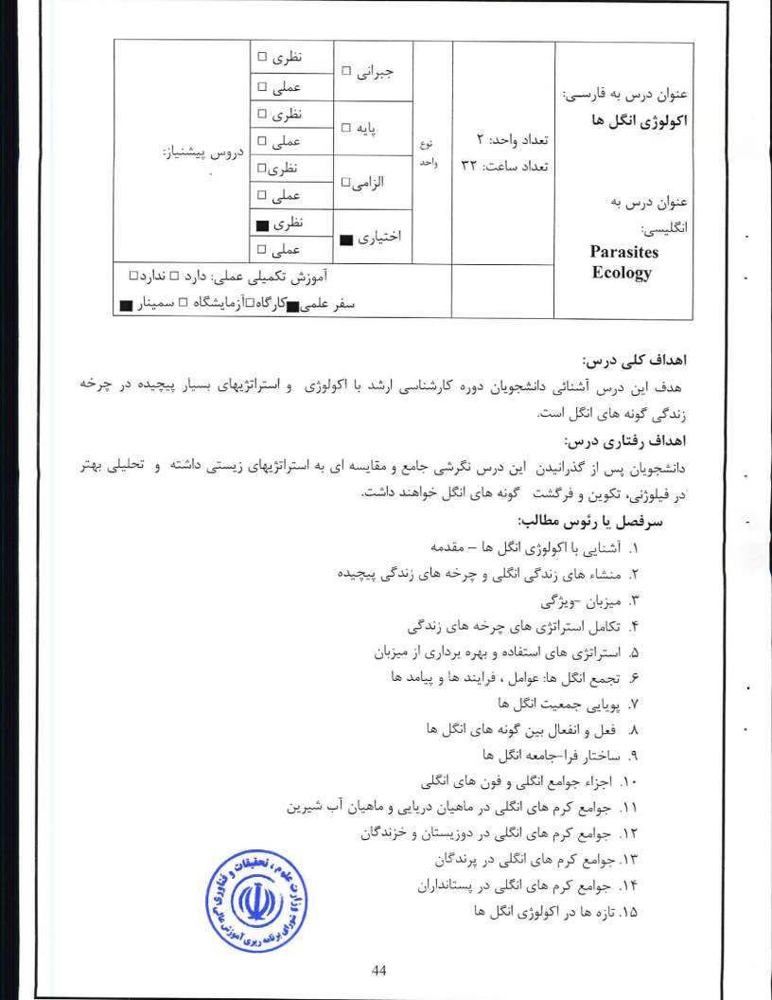 عنوان درس به فارسی:
اکولوژی انگل ها
عنوان درس به
انگلیسی:
Parasites
Ecology
تعداد واحد: ۲
تعداد ساعت: ۳۲
نوع
واحد
جبرانی □
نظری □
عملی □
پایه □
نظری □
عملی □
الزامی□
نظری□
عملی □
اختیاری ■
نظری ■
عملی □
دروس پیشنیاز:
آموزش تکمیلی عملی: دارد □ ندارد□
سفر علمی■کارگاه□آزمایشگاه □ سمینار ■
اهداف کلی درس:
هدف این درس آشنائی دانشجویان دوره کارشناسی ارشد با اکولوژی و استراتژیهای بسیار پیچیده در چرخه
زندگی گونه های انگل است.
اهداف رفتاری درس:
دانشجویان پس از گذرانیدن این درس نگرشی جامع و مقایسه ای به استراتژیهای زیستی داشته و تحلیلی بهتر
در فیلوژنی، تکوین و فرگشت گونه های انگل خواهند داشت.
سرفصل یا رئوس مطالب:
۱. آشنایی با اکولوژی انگل ها – مقدمه
۲. منشاء های زندگی انگلی و چرخه های زندگی پیچیده
۳. میزبان -ویژگی
۴. تکامل استراتژی های چرخه های زندگی
۵. استراتژی های استفاده و بهره برداری از میزبان
۶. تجمع انگل ها: عوامل ، فرایند ها و پیامد ها
۷. پویایی جمعیت انگل ها
۸. فعل و انفعال بین گونه های انگل ها
۹. ساختار فرا-جامعه انگل ها
۱۰. اجزاء جوامع انگلی و فون های انگلی
۱۱. جوامع کرم های انگلی در ماهیان دریایی و ماهیان آب شیرین
۱۲. جوامع کرم های انگلی در دوزیستان و خزندگان
۱۳. جوامع کرم های انگلی در پرندگان
۱۴. جوامع کرم های انگلی در پستانداران
۱۵. تازه ها در اکولوژی انگل ها
وزارت علوم، تحقیقات و فناوری
شورای برنامه ریزی آموزش عالی
44